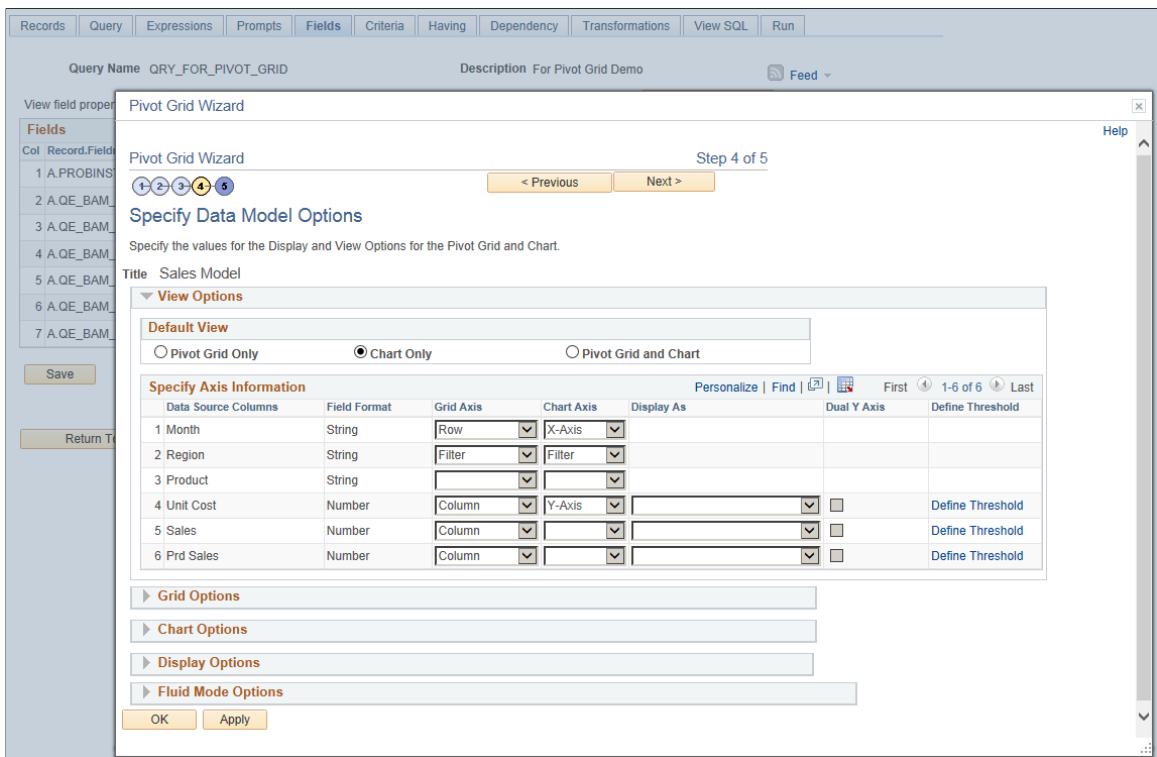 Records Query Expressions Prompts Fields Criteria Having Dependency Transformations View SQL Run
Query Name QRY_FOR_PIVOT_GRID Description For Pivot Grid Demo Feed
View field proper
Fields
Col Record.Fieldn
1 A.PROBINS
2 A.QE_BAM_
3 A.QE_BAM_
4 A.QE_BAM_
5 A.QE_BAM_
6 A.QE_BAM_
7 A.QE_BAM_
Save
Return To
Pivot Grid Wizard
Help
Pivot Grid Wizard Step 4 of 5
1 2 3 4 5 < Previous Next >
Specify Data Model Options
Specify the values for the Display and View Options for the Pivot Grid and Chart.
Title Sales Model
View Options
Default View
Pivot Grid Only Chart Only Pivot Grid and Chart
Specify Axis Information Personalize | Find | | First 1-6 of 6 Last
Data Source Columns Field Format Grid Axis Chart Axis Display As Dual Y Axis Define Threshold
1 Month String Row X-Axis
2 Region String Filter Filter
3 Product String
4 Unit Cost Number Column Y-Axis Define Threshold
5 Sales Number Column Define Threshold
6 Prd Sales Number Column Define Threshold
Grid Options
Chart Options
Display Options
Fluid Mode Options
OK Apply